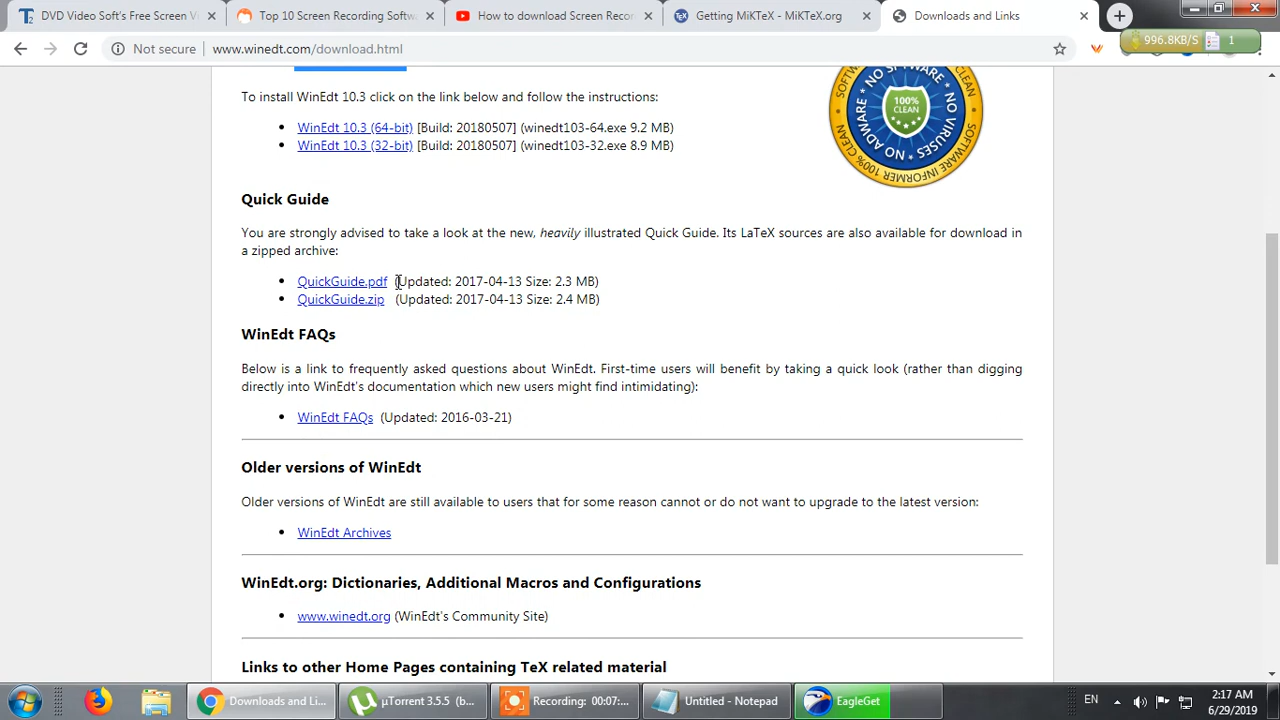 DVD Video Soft's Free Screen V
Top 10 Screen Recording Softw
How to download Screen Recor
Getting MiKTeX - MiKTeX.org
Downloads and Links
Not secure
www.winedt.com/download.html
996.8KB/S 1
To install WinEdt 10.3 click on the link below and follow the instructions:
WinEdt 10.3 (64-bit) [Build: 20180507] (winedt103-64.exe 9.2 MB)
WinEdt 10.3 (32-bit) [Build: 20180507] (winedt103-32.exe 8.9 MB)
NO SPYWARE
NO ADWARE
NO VIRUSES
100% CLEAN
SOFTWARE INFORMER 100% CLEAN
Quick Guide
You are strongly advised to take a look at the new, heavily illustrated Quick Guide. Its LaTeX sources are also available for download in
a zipped archive:
QuickGuide.pdf (Updated: 2017-04-13 Size: 2.3 MB)
QuickGuide.zip (Updated: 2017-04-13 Size: 2.4 MB)
WinEdt FAQs
Below is a link to frequently asked questions about WinEdt. First-time users will benefit by taking a quick look (rather than digging
directly into WinEdt's documentation which new users might find intimidating):
WinEdt FAQs (Updated: 2016-03-21)
Older versions of WinEdt
Older versions of WinEdt are still available to users that for some reason cannot or do not want to upgrade to the latest version:
WinEdt Archives
WinEdt.org: Dictionaries, Additional Macros and Configurations
www.winedt.org (WinEdt's Community Site)
Links to other Home Pages containing TeX related material
Downloads and Li...
µTorrent 3.5.5 (b...
Recording: 00:07:...
Untitled - Notepad
EagleGet
EN
2:17 AM
6/29/2019